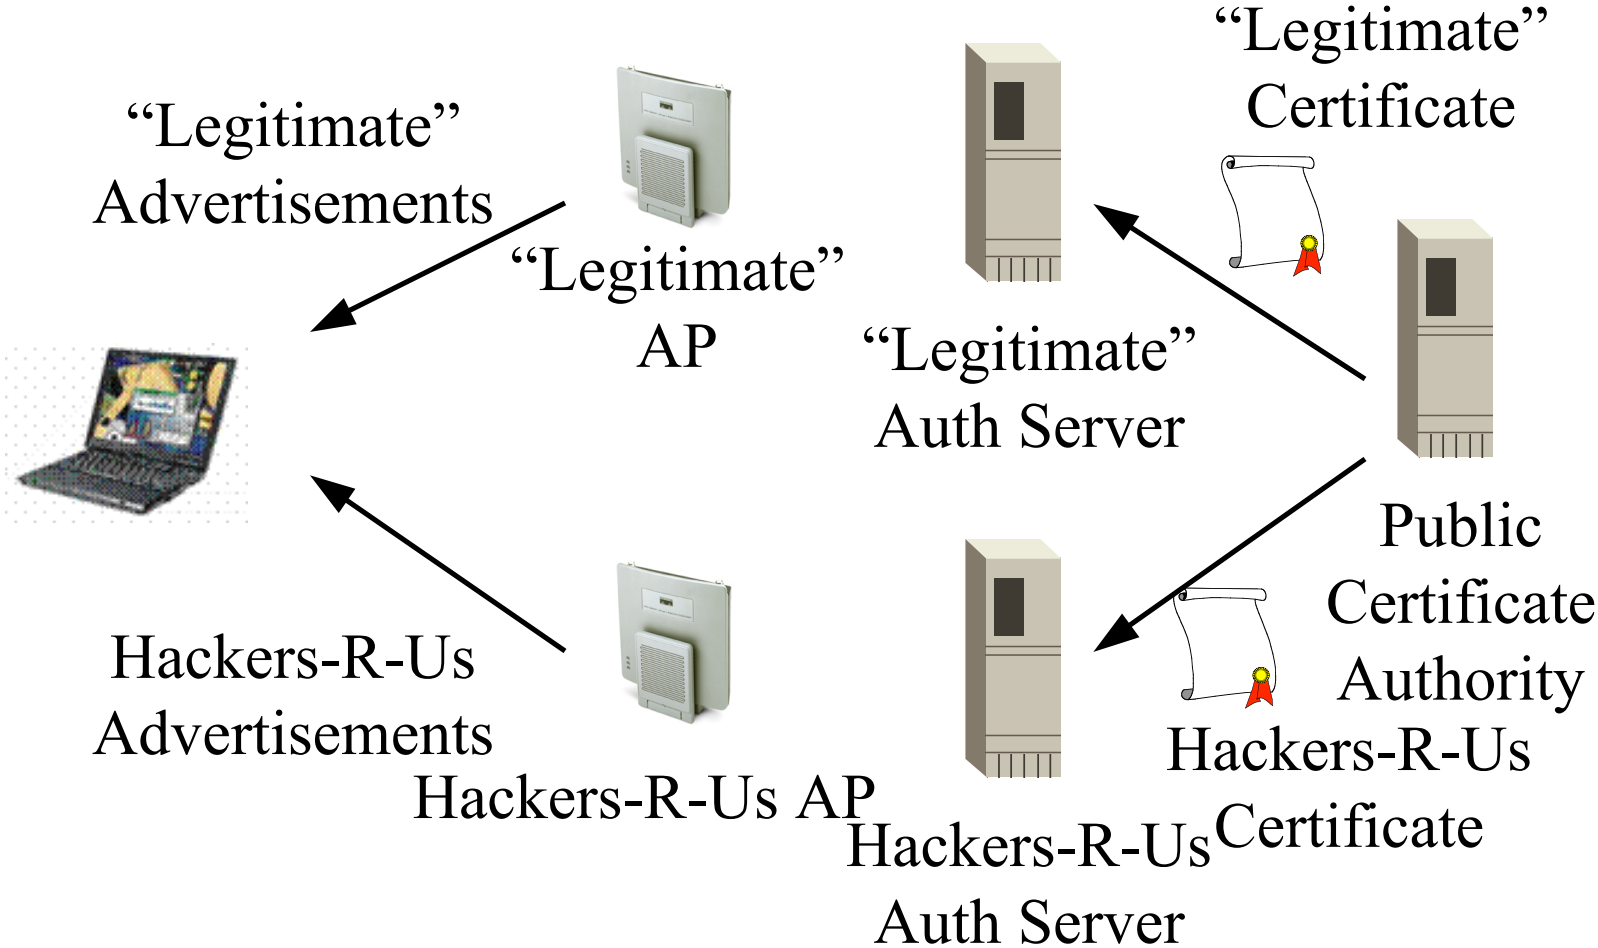 “Legitimate”
Certificate
“Legitimate”
Advertisements
“Legitimate”
AP
“Legitimate”
Auth Server
Public
Certificate
Authority
Hackers-R-Us
Advertisements
Hackers-R-Us AP
Hackers-R-Us
Certificate
Hackers-R-Us
Auth Server